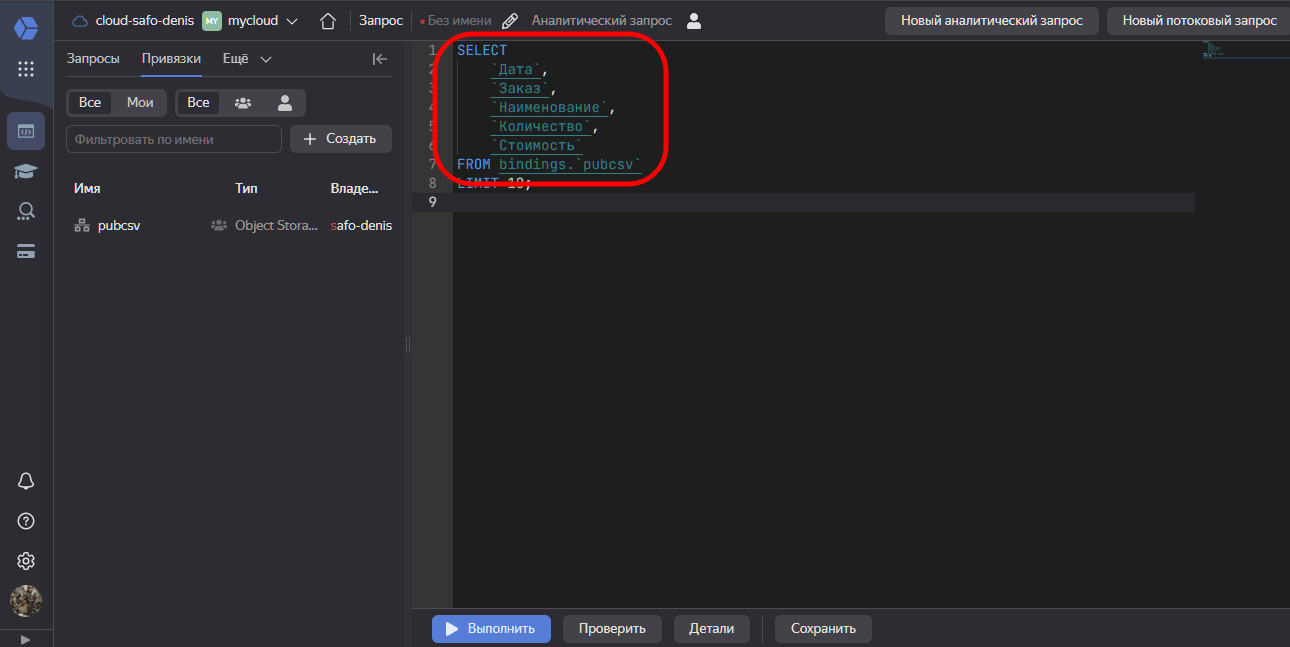 cloud-safo-denis MY mycloud Запрос * Без имени Аналитический запрос Новый аналитический запрос Новый потоковый запрос
Запросы Привязки Ещё
Все Мои Все
Фильтровать по имени + Создать
Имя Тип Владе...
pubcsv Object Stora... safo-denis
1 SELECT
2 `Дата`,
3 `Заказ`,
4 `Наименование`,
5 `Количество`,
6 `Стоимость`
7 FROM bindings.`pubcsv`
8 LIMIT 10;
9
Выполнить Проверить Детали Сохранить